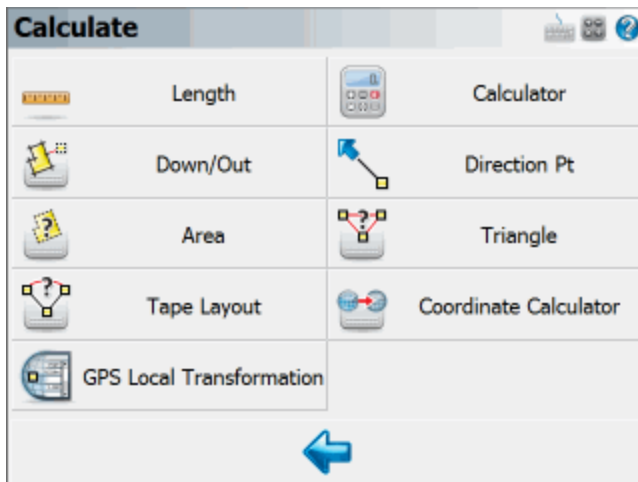 Calculate
Length
Calculator
Down/Out
Direction Pt
Area
Triangle
Tape Layout
Coordinate Calculator
GPS Local Transformation